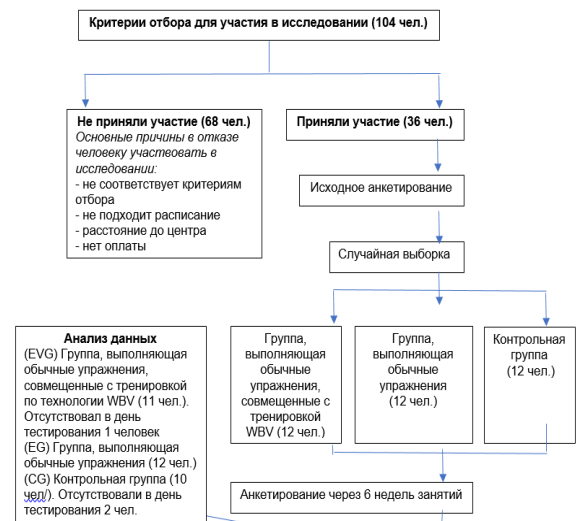 Критерии отбора для участия в исследовании (104 чел.)
Не приняли участие (68 чел.)
Основные причины в отказе
человеку участвовать в
исследовании:
- не соответствует критериям
отбора
- не подходит расписание
- расстояние до центра
- нет оплаты
Приняли участие (36 чел.)
Исходное анкетирование
Случайная выборка
Группа,
выполняющая
обычные
упражнения,
совмещенные с
тренировкой
WBV (12 чел.)
Группа,
выполняющая
обычные
упражнения
(12 чел.)
Контрольная
группа
(12 чел.)
Анализ данных
(EVG) Группа, выполняющая
обычные упражнения,
совмещенные с тренировкой
по технологии WBV (11 чел.).
Отсутствовал в день
тестирования 1 человек
(EG) Группа, выполняющая
обычные упражнения (12 чел.)
(CG) Контрольная группа (10
чел/). Отсутствовали в день
тестирования 2 чел.
Анкетирование через 6 недель занятий